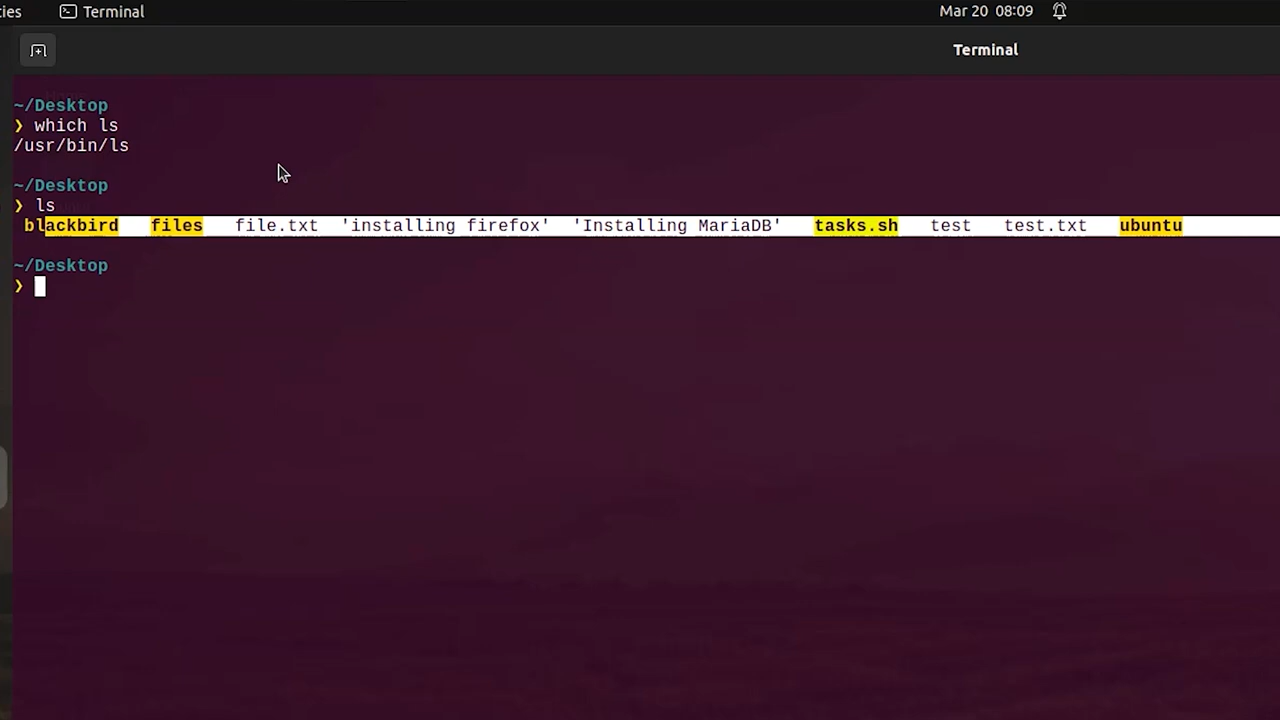 ties Terminal Mar 20 08:09
Terminal
~/Desktop
❯ which ls
/usr/bin/ls
~/Desktop
❯ ls
blackbird files file.txt 'installing firefox' 'Installing MariaDB' tasks.sh test test.txt ubuntu
~/Desktop
❯